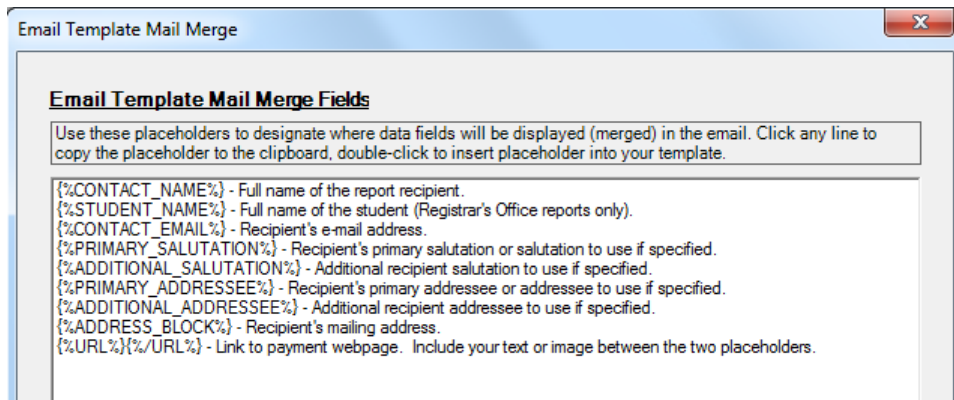 Email Template Mail Merge
Email Template Mail Merge Fields
Use these placeholders to designate where data fields will be displayed (merged) in the email. Click any line to
copy the placeholder to the clipboard, double-click to insert placeholder into your template.
{%CONTACT_NAME%} - Full name of the report recipient.
{%STUDENT_NAME%} - Full name of the student (Registrar's Office reports only).
{%CONTACT_EMAIL%} - Recipient's e-mail address.
{%PRIMARY_SALUTATION%} - Recipient's primary salutation or salutation to use if specified.
{%ADDITIONAL_SALUTATION%} - Additional recipient salutation to use if specified.
{%PRIMARY_ADDRESSEE%} - Recipient's primary addressee or addressee to use if specified.
{%ADDITIONAL_ADDRESSEE%} - Additional recipient addressee to use if specified.
{%ADDRESS_BLOCK%} - Recipient's mailing address.
{%URL%}{%/URL%} - Link to payment webpage.  Include your text or image between the two placeholders.